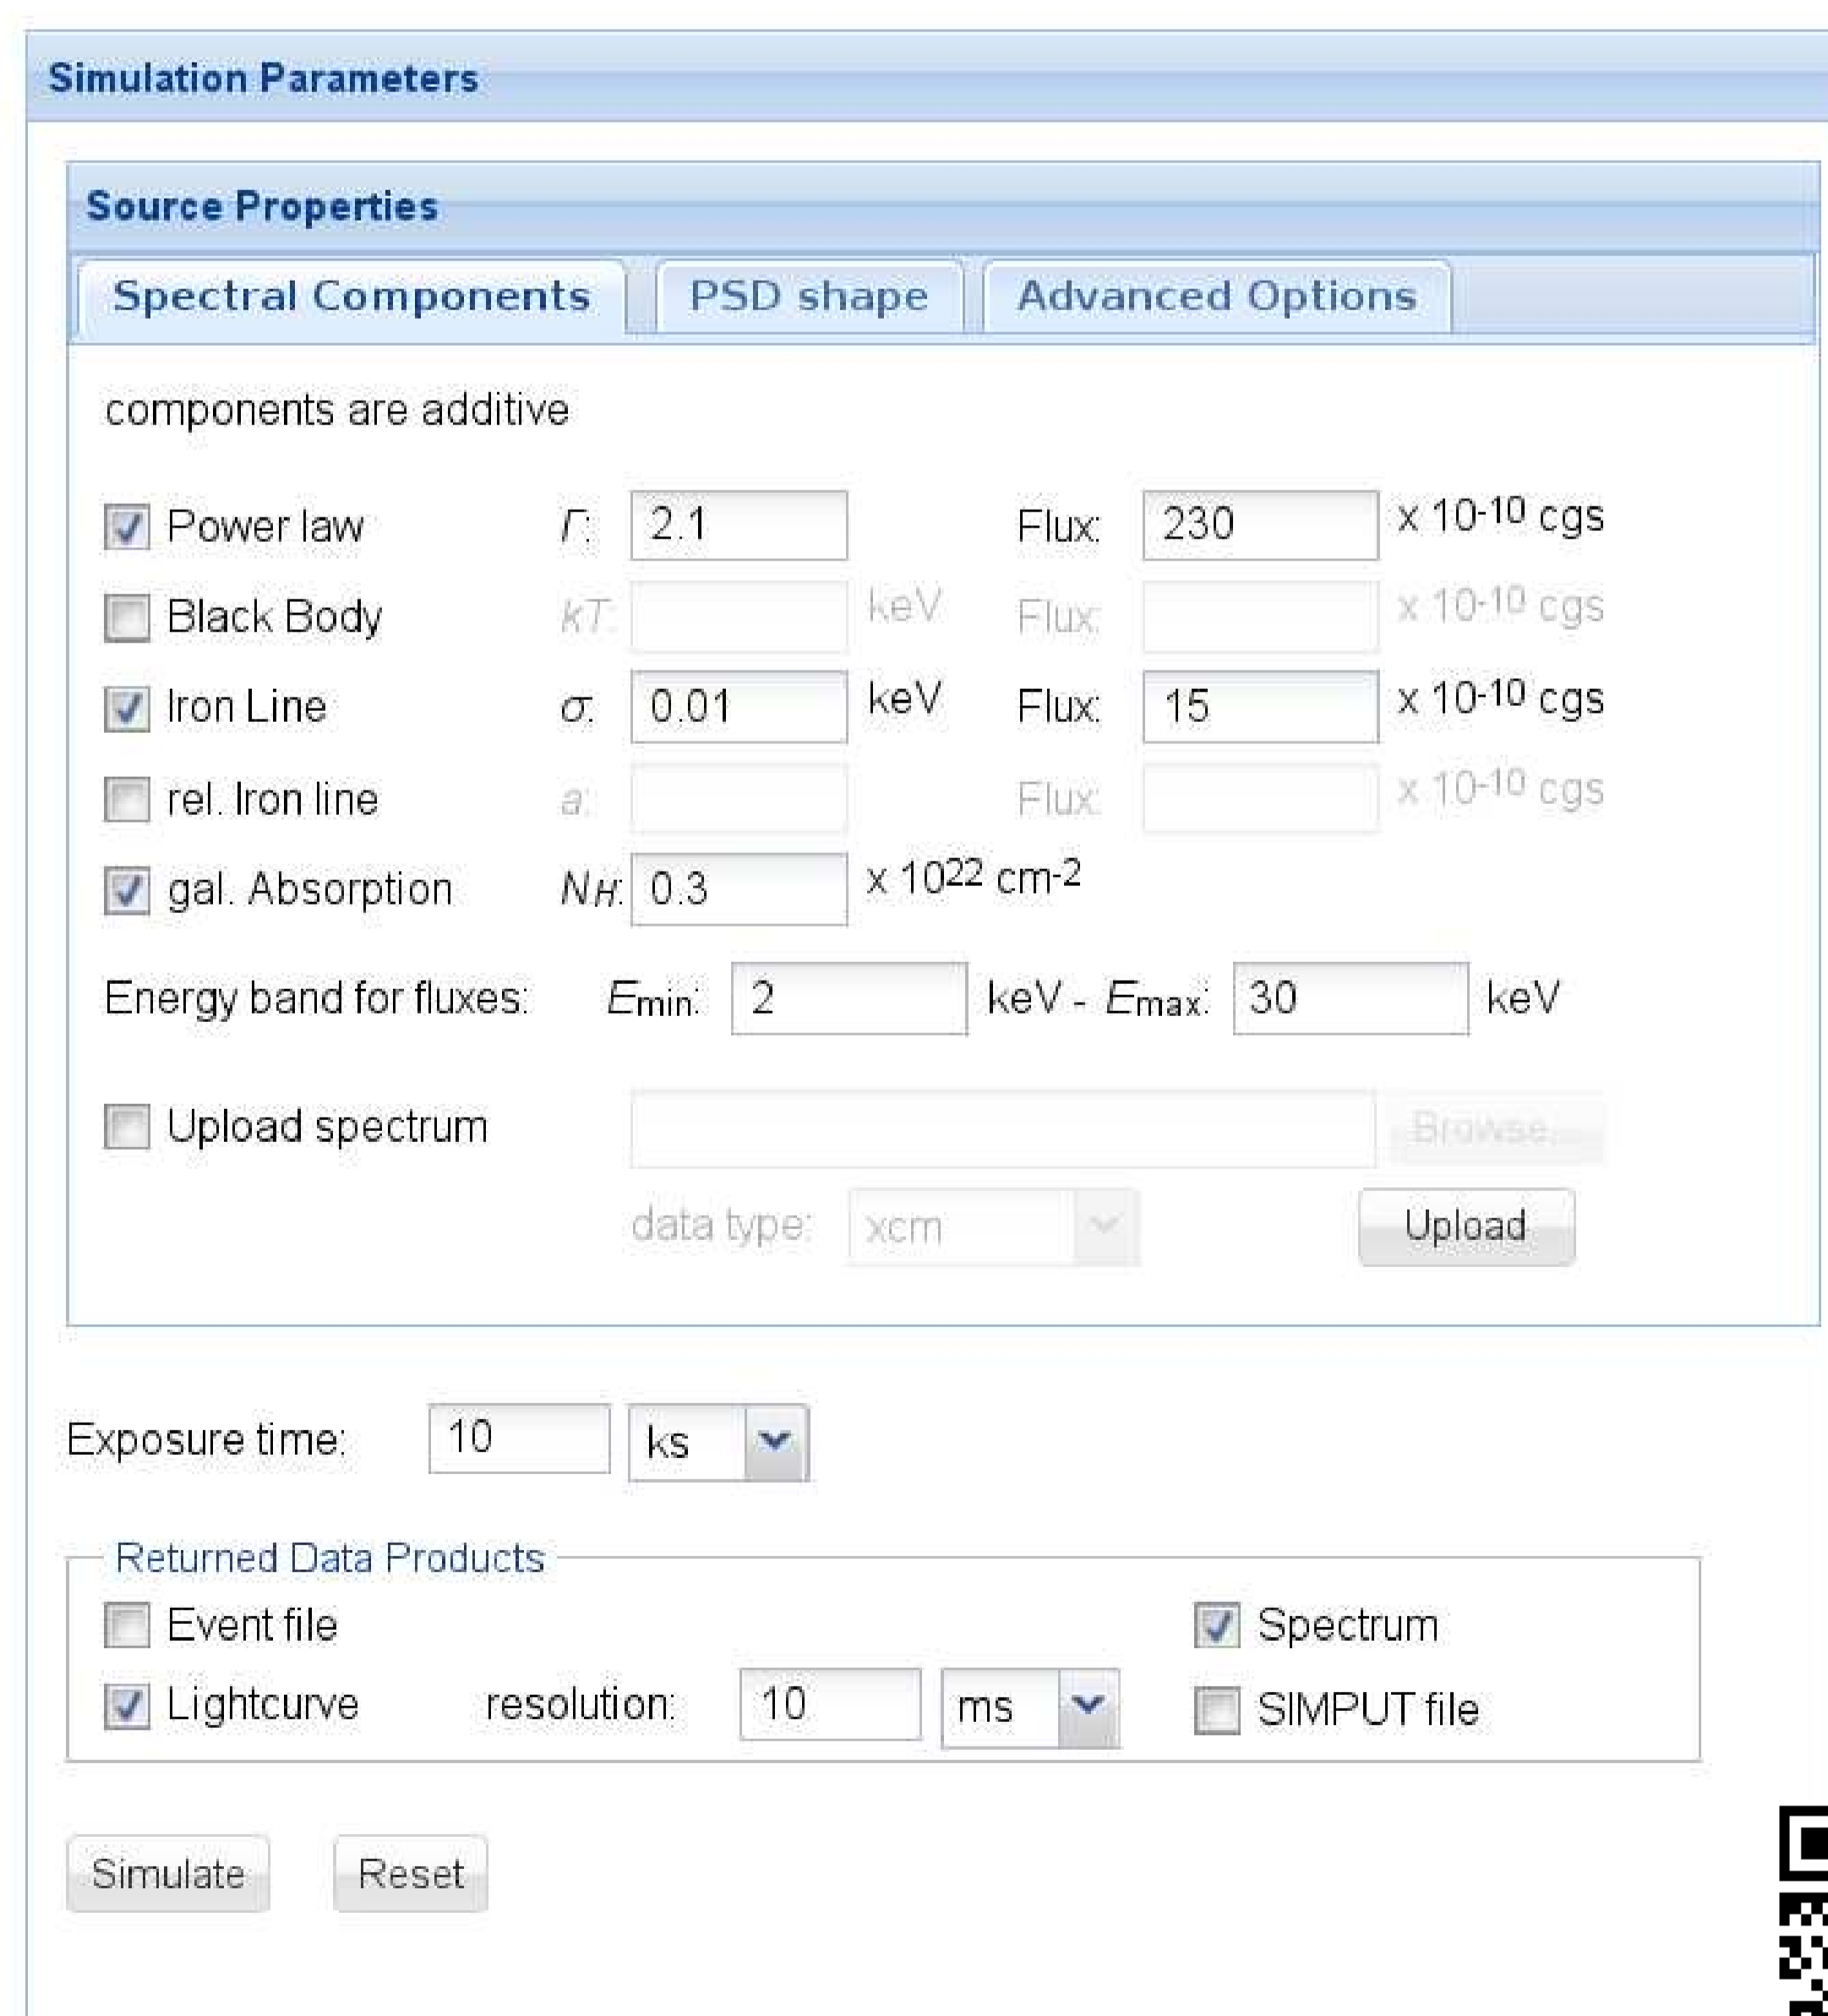 Simulation Parameters
Source Properties
Spectral Components PSD shape Advanced Options
components are additive
Power law Γ: 2.1 Flux: 230 x 10-10 cgs
Black Body kT: keV Flux: x 10-10 cgs
Iron Line σ: 0.01 keV Flux: 15 x 10-10 cgs
rel. Iron line a: Flux: x 10-10 cgs
gal. Absorption NH: 0.3 x 1022 cm-2
Energy band for fluxes: Emin: 2 keV - Emax: 30 keV
Upload spectrum Browse...
data type: xcm Upload
Exposure time: 10 ks
Returned Data Products
Event file Spectrum
Lightcurve resolution: 10 ms SIMPUT file
Simulate Reset